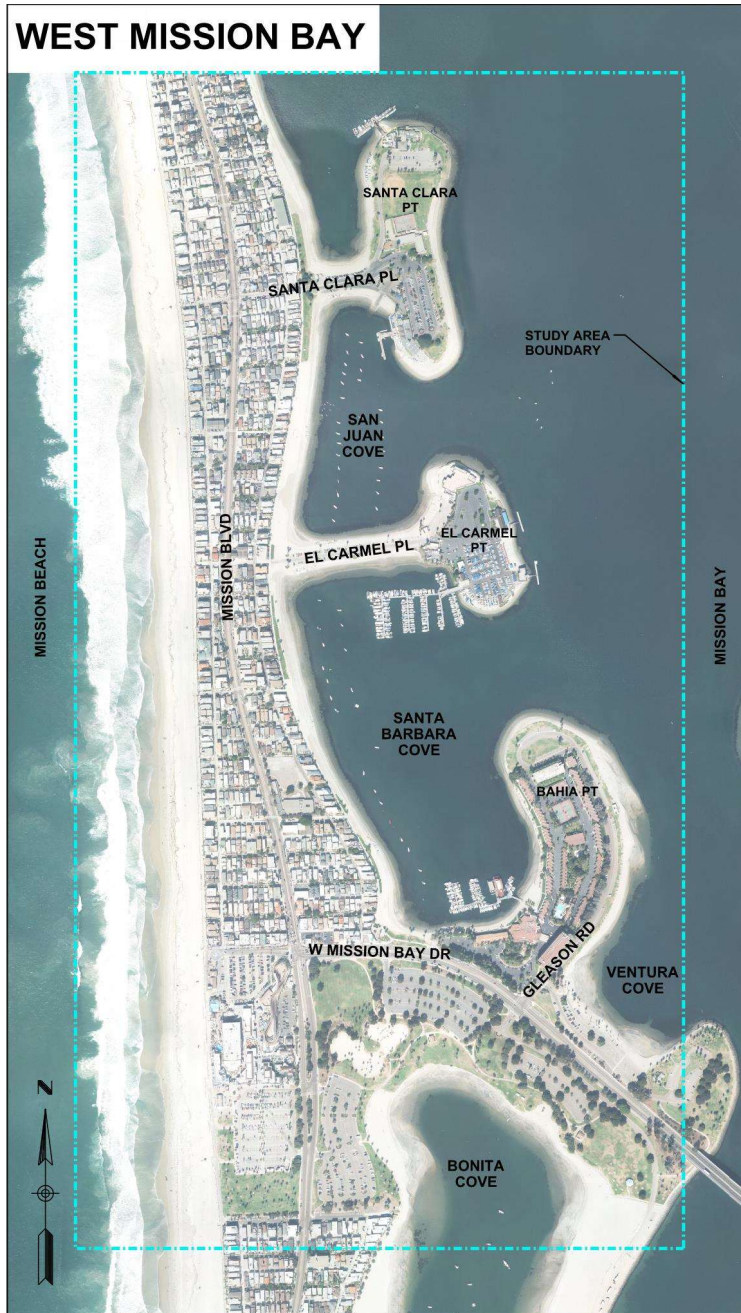 WEST MISSION BAY
SANTA CLARA
PT
SANTA CLARA PL
STUDY AREA
BOUNDARY
SAN
JUAN
COVE
MISSION BEACH
MISSION BLVD
EL CARMEL PL
EL CARMEL
PT
MISSION BAY
SANTA
BARBARA
COVE
BAHIA PT
W MISSION BAY DR
GLEASON RD
VENTURA
COVE
N
BONITA
COVE